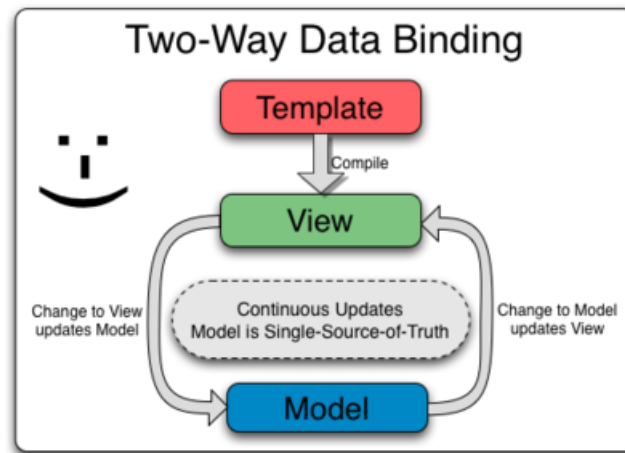 Two-Way Data Binding
Template
Compile
View
Change to View
updates Model
Continuous Updates
Model is Single-Source-of-Truth
Change to Model
updates View
Model